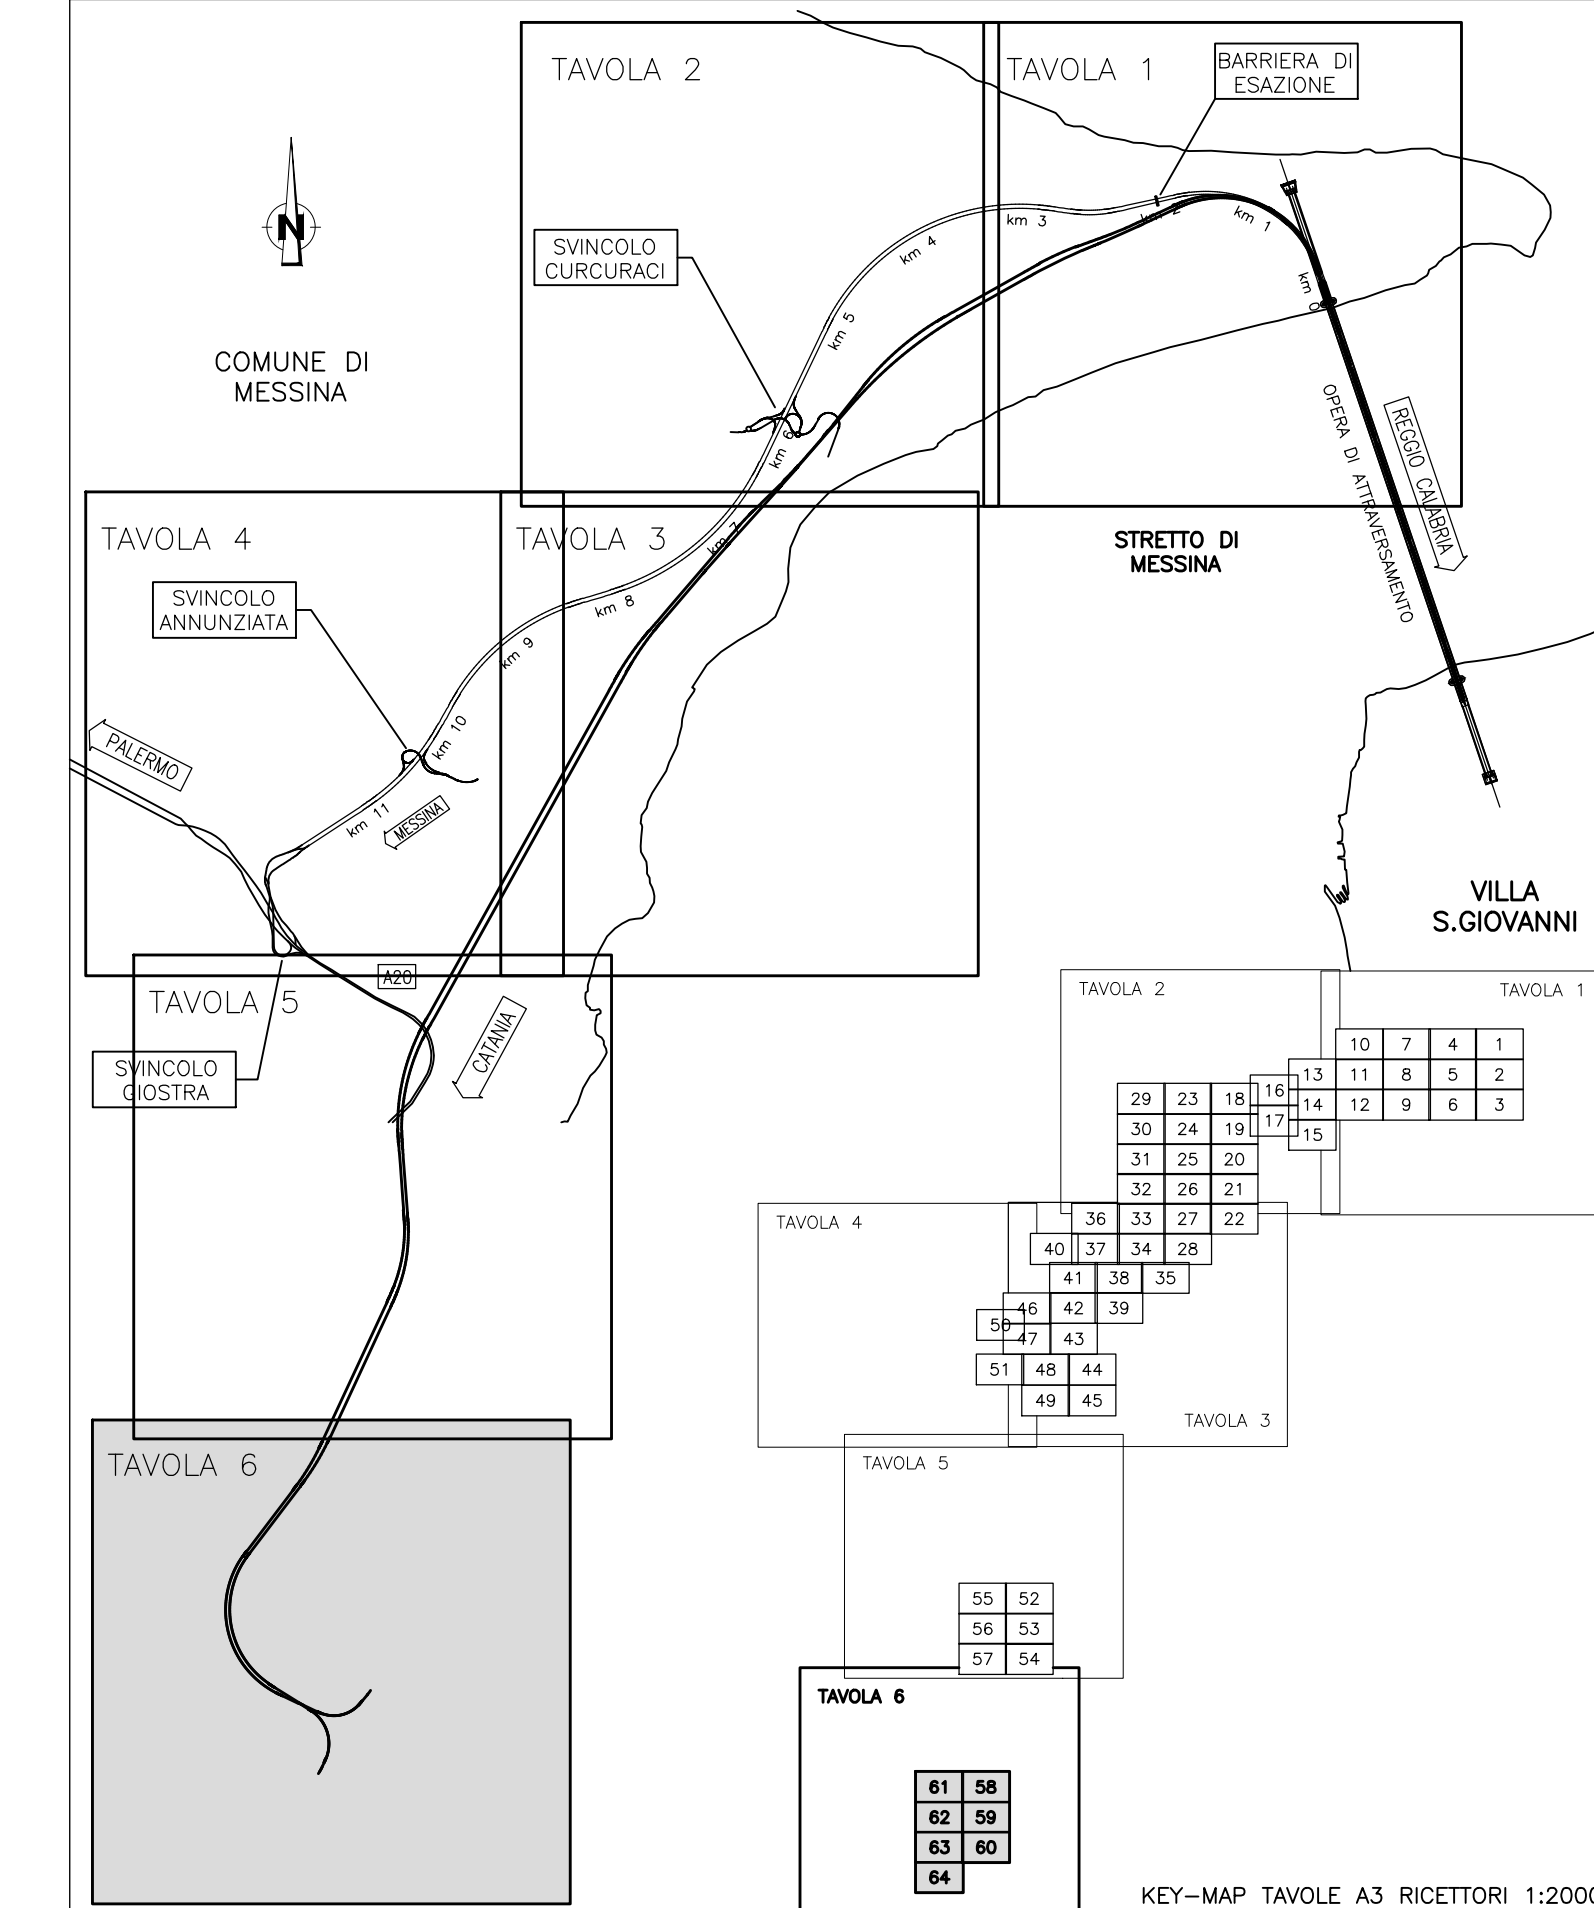 TAVOLA 2
TAVOLA 1
BARRIERA DI
ESAZIONE
N
SVINCOLO
CURCURACI
COMUNE DI
MESSINA
km 0
km 1
km 2
km 3
km 4
km 5
km 6
km 7
km 8
km 9
km 10
km 11
OPERA DI ATTRAVERSAMENTO
REGGIO CALABRIA
TAVOLA 4
TAVOLA 3
STRETTO DI
MESSINA
SVINCOLO
ANNUNZIATA
PALERMO
MESSINA
VILLA
S.GIOVANNI
A20
TAVOLA 5
CATANIA
SVINCOLO
GIOSTRA
TAVOLA 6
TAVOLA 2
TAVOLA 1
10 7 4 1
13 11 8 5 2
14 12 9 6 3
15
16
17
29 23 18
30 24 19
31 25 20
32 26 21
36 33 27 22
40 37 34 28
41 38 35
46 42 39
50
47 43
51 48 44
49 45
TAVOLA 4
TAVOLA 3
TAVOLA 5
55 52
56 53
57 54
TAVOLA 6
61 58
62 59
63 60
64
KEY-MAP TAVOLE A3 RICETTORI 1:2000